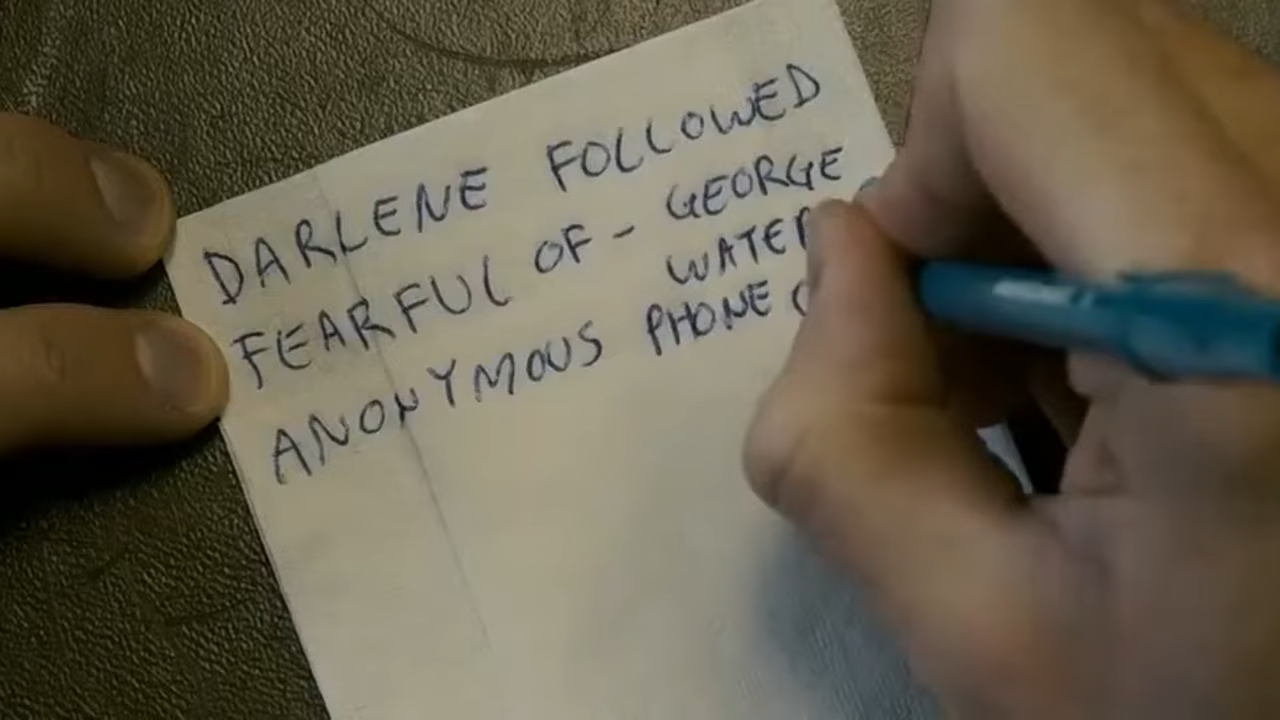 DARLENE FOLLOWED
FEARFUL OF - GEORGE
WATER
ANONYMOUS PHONE